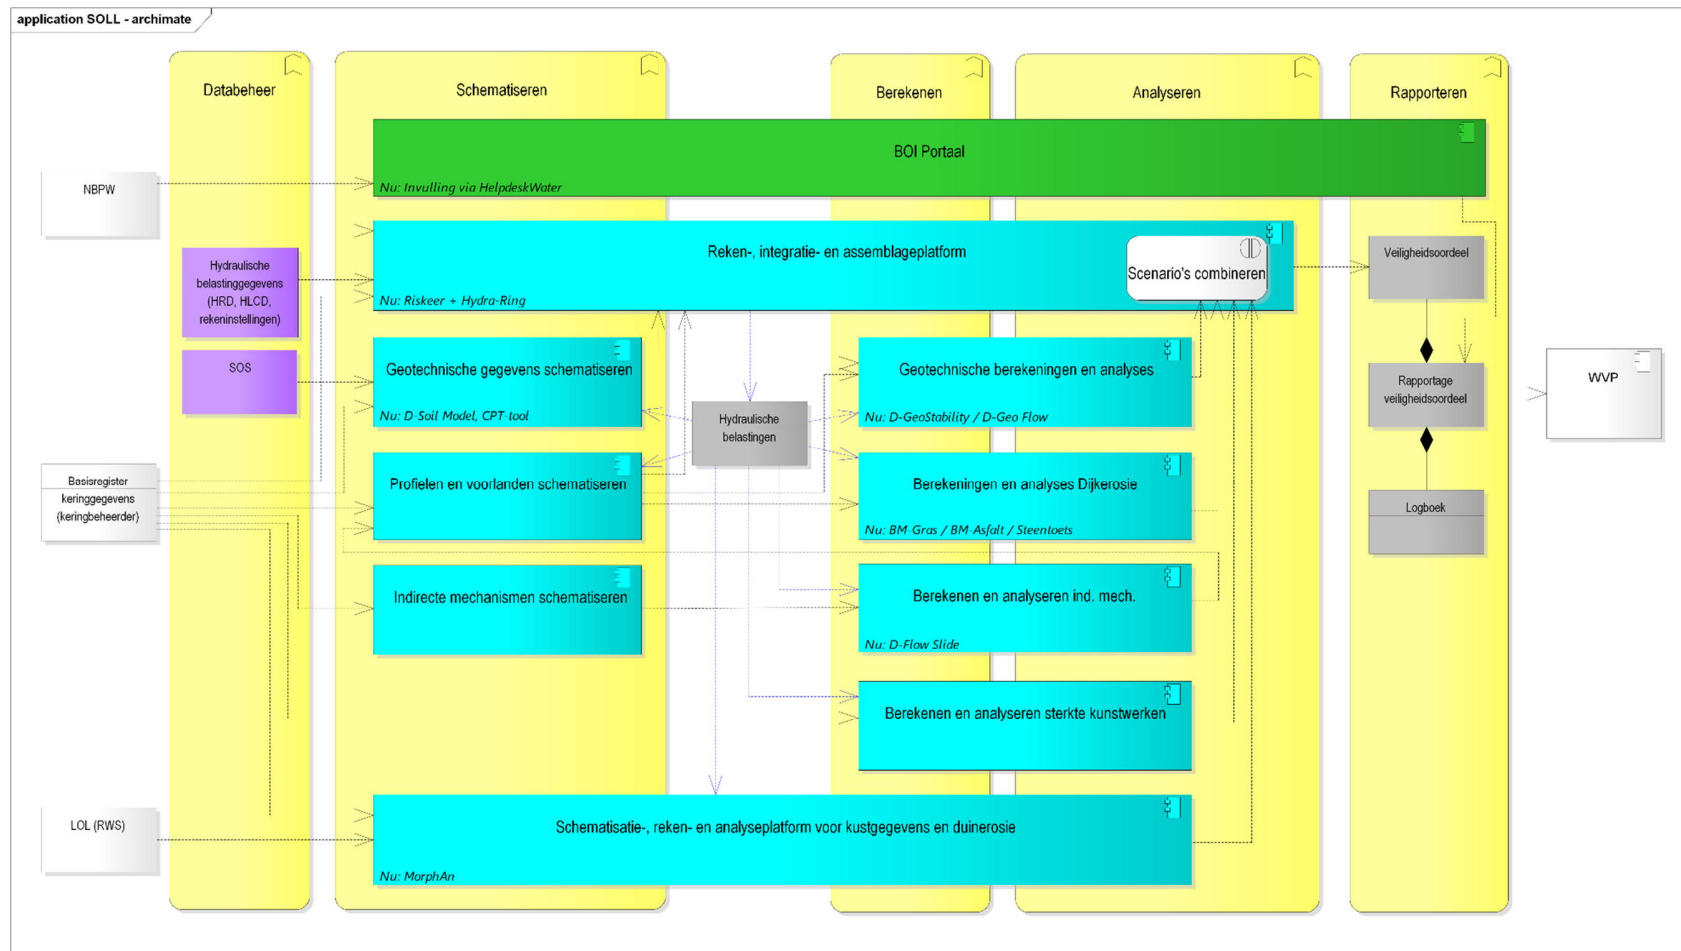 application SOLL - archimate
Databeheer
Schematiseren
Berekenen
Analyseren
Rapporteren
BOI Portaal
Nu: Invulling via HelpdeskWater
NBPW
Reken-, integratie- en assemblageplatform
Scenario's combineren
Nu: Riskeer + Hydra-Ring
Veiligheidsoordeel
Hydraulische
belastinggegevens
(HRD, HLCD,
rekeninstellingen)
SOS
Geotechnische gegevens schematiseren
Nu: D-Soil Model, CPT-tool
Hydraulische
belastingen
Geotechnische berekeningen en analyses
Nu: D-GeoStability / D-Geo Flow
Rapportage
veiligheidsoordeel
WVP
Basisregister
keringgegevens
(keringbeheerder)
Profielen en voorlanden schematiseren
Berekeningen en analyses Dijkerosie
Nu: BM-Gras / BM-Asfalt / Steentoets
Logboek
Indirecte mechanismen schematiseren
Berekenen en analyseren ind. mech.
Nu: D-Flow Slide
Berekenen en analyseren sterkte kunstwerken
LOL (RWS)
Schematisatie-, reken- en analyseplatform voor kustgegevens en duinerosie
Nu: MorphAn